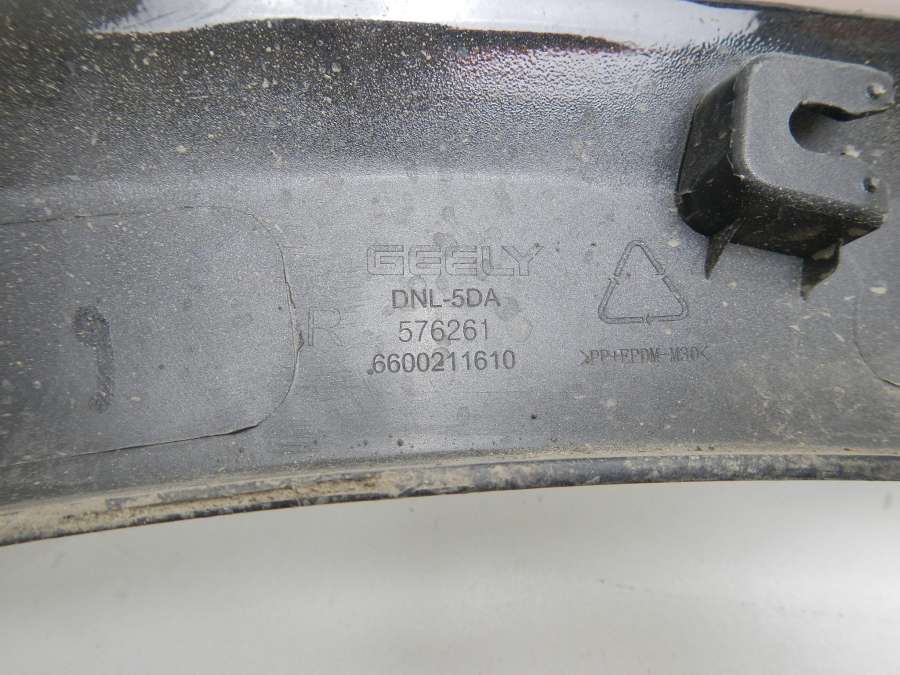 GEELY
DNL-5DA
R
576261
6600211610
>PP+EPDM-M30<